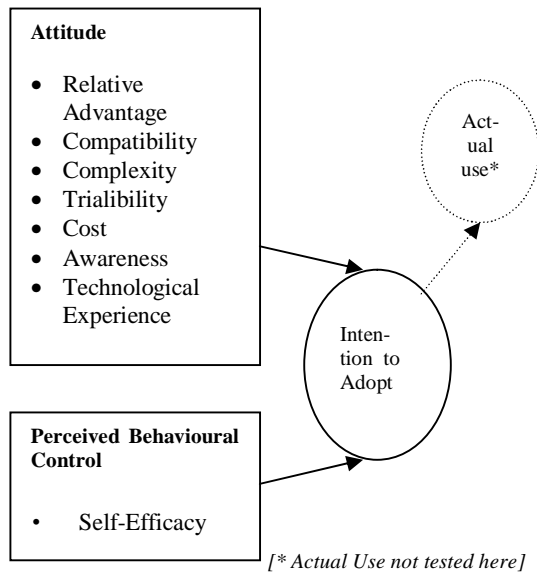 Attitude
• Relative
Advantage
• Compatibility
• Complexity
• Trialibility
• Cost
• Awareness
• Technological
Experience
Act-
ual
use*
Inten-
tion to
Adopt
Perceived Behavioural
Control
• Self-Efficacy
[* Actual Use not tested here]